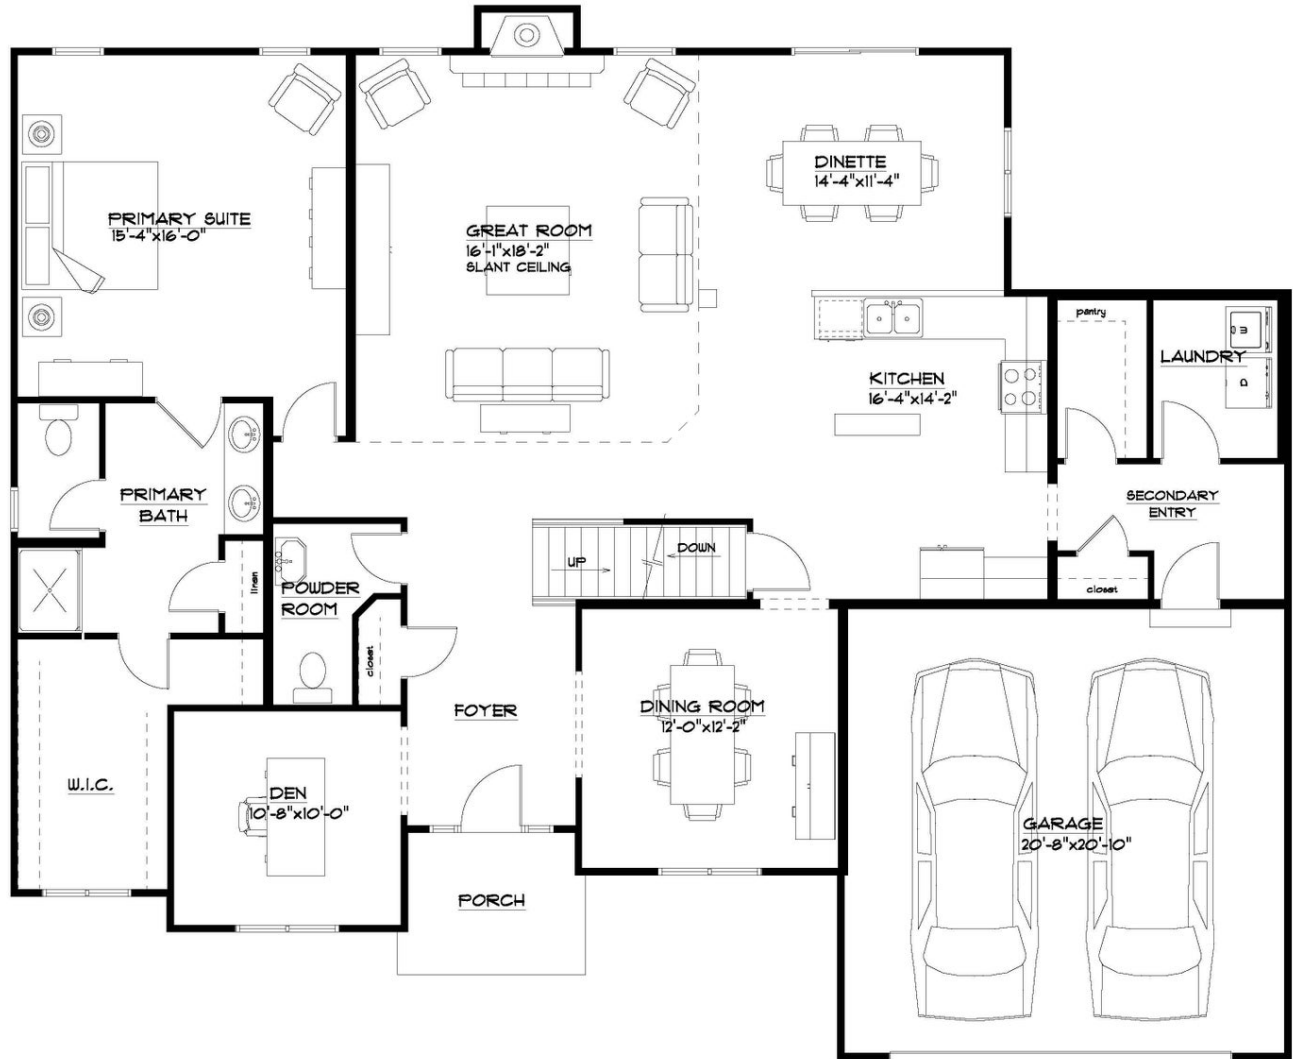 DINETTE
14'-4"x11'-4"
PRIMARY SUITE
15'-4"x16'-0"
GREAT ROOM
16'-1"x18'-2"
SLANT CEILING
pantry
W
LAUNDRY
D
KITCHEN
16'-4"x14'-2"
PRIMARY
BATH
SECONDARY
ENTRY
UP
DOWN
linen
POWDER
ROOM
closet
closet
FOYER
DINING ROOM
12'-0"x12'-2"
W.I.C.
DEN
10'-8"x10'-0"
GARAGE
20'-8"x20'-10"
PORCH